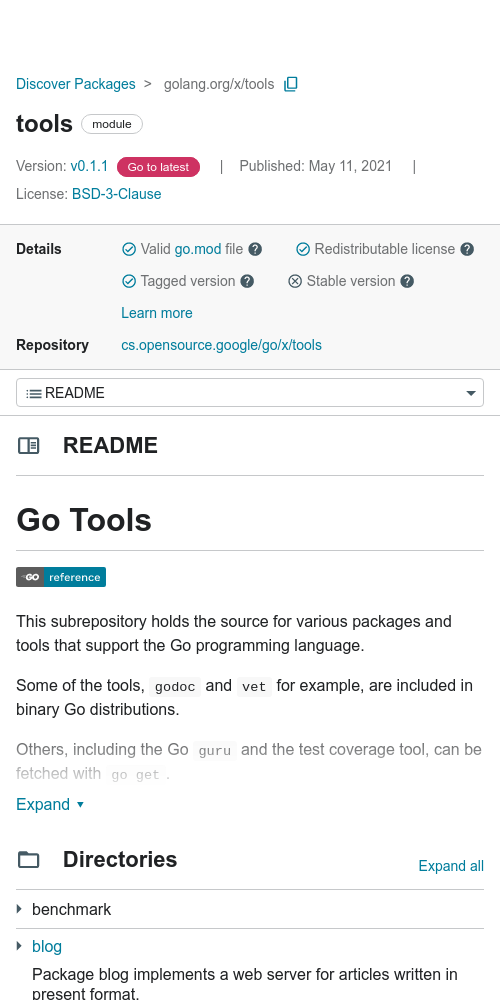 Discover Packages > golang.org/x/tools
tools module
Version: v0.1.1 Go to latest | Published: May 11, 2021 |
License: BSD-3-Clause
Details Valid go.mod file ? Redistributable license ?
Tagged version ? Stable version ?
Learn more
Repository cs.opensource.google/go/x/tools
README
README
Go Tools
GO reference
This subrepository holds the source for various packages and
tools that support the Go programming language.
Some of the tools, godoc and vet for example, are included in
binary Go distributions.
Others, including the Go guru and the test coverage tool, can be
fetched with go get .
Expand ▾
Directories Expand all
benchmark
blog
Package blog implements a web server for articles written in
present format.